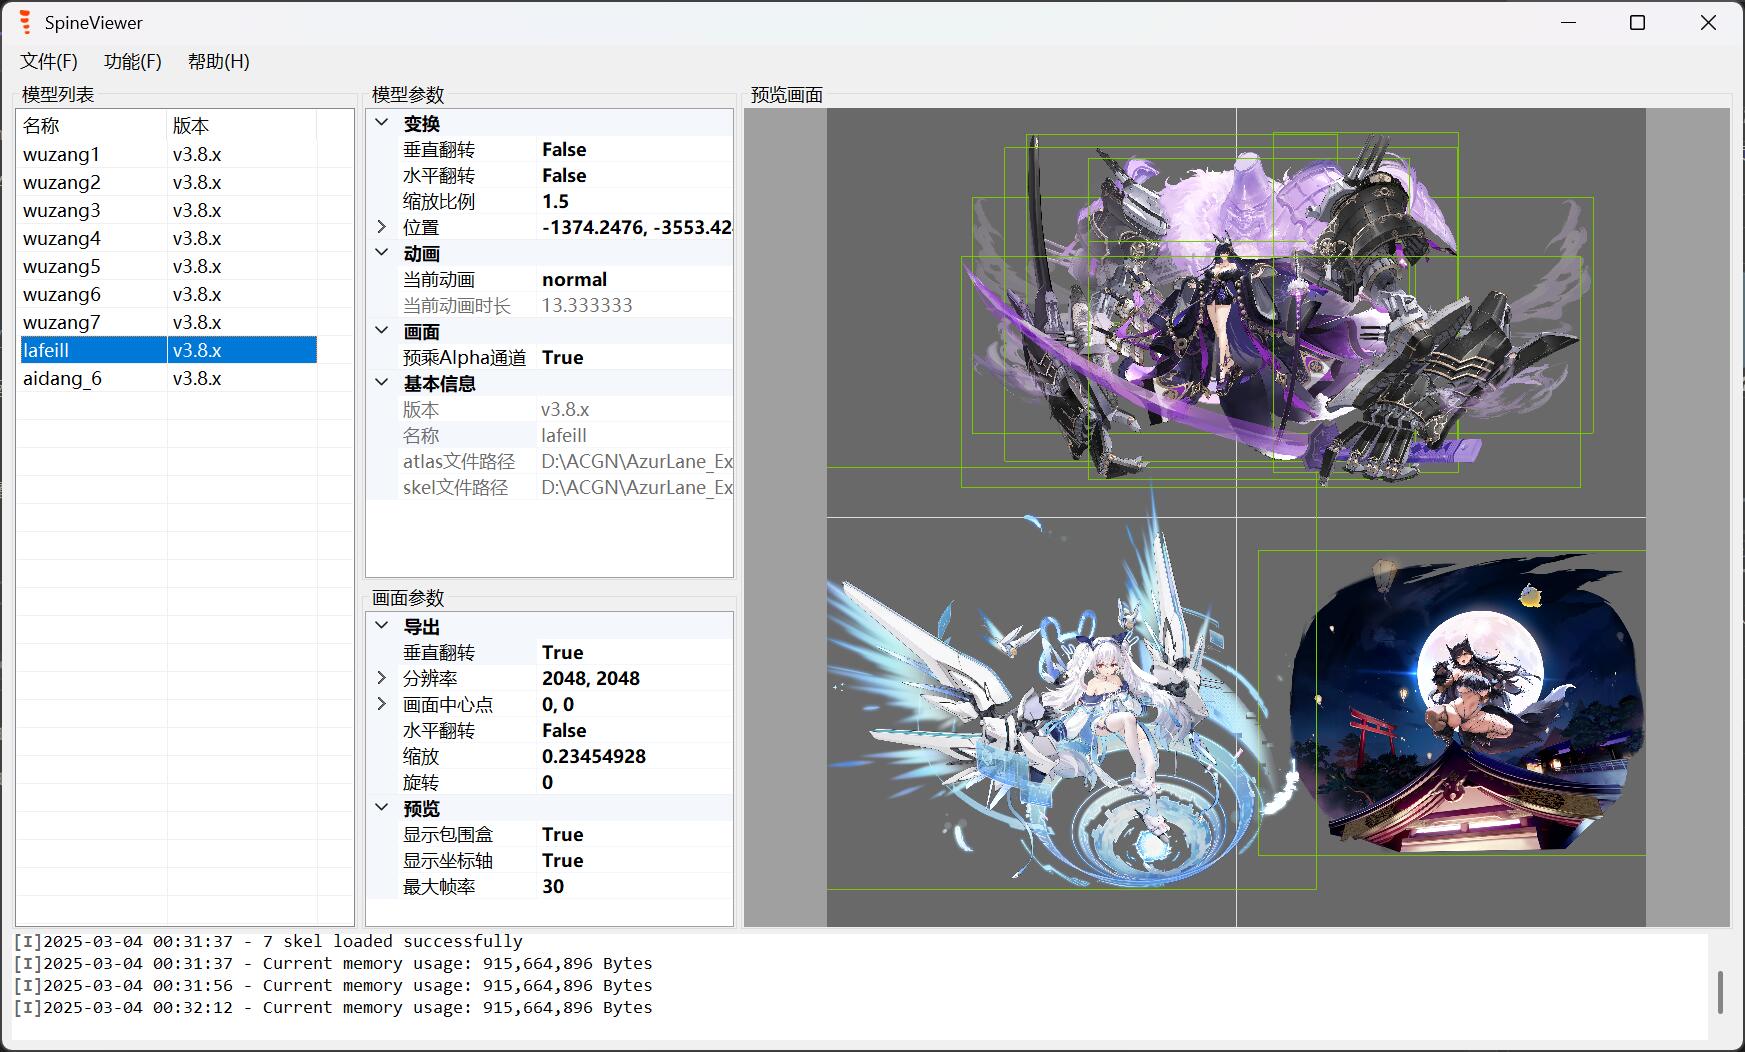 SpineViewer
文件(F) 功能(F) 帮助(H)
模型列表
名称 版本
wuzang1 v3.8.x
wuzang2 v3.8.x
wuzang3 v3.8.x
wuzang4 v3.8.x
wuzang5 v3.8.x
wuzang6 v3.8.x
wuzang7 v3.8.x
lafeill v3.8.x
aidang_6 v3.8.x
模型参数
变换
垂直翻转 False
水平翻转 False
缩放比例 1.5
位置 -1374.2476, -3553.42
动画
当前动画 normal
当前动画时长 13.333333
画面
预乘Alpha通道 True
基本信息
版本 v3.8.x
名称 lafeill
atlas文件路径 D:\ACGN\AzurLane_Ex
skel文件路径 D:\ACGN\AzurLane_Ex
画面参数
导出
垂直翻转 True
分辨率 2048, 2048
画面中心点 0, 0
水平翻转 False
缩放 0.23454928
旋转 0
预览
显示包围盒 True
显示坐标轴 True
最大帧率 30
预览画面
[I]2025-03-04 00:31:37 - 7 skel loaded successfully
[I]2025-03-04 00:31:37 - Current memory usage: 915,664,896 Bytes
[I]2025-03-04 00:31:56 - Current memory usage: 915,664,896 Bytes
[I]2025-03-04 00:32:12 - Current memory usage: 915,664,896 Bytes